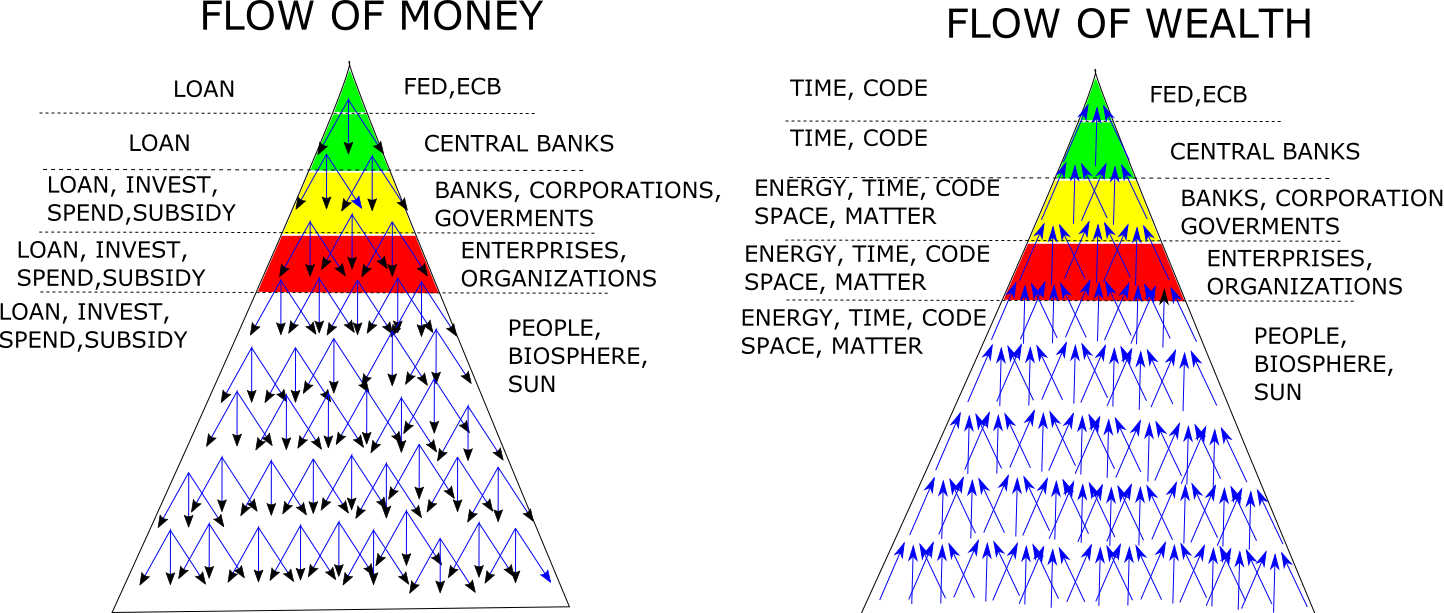 FLOW OF MONEY
LOAN
FED,ECB
LOAN
CENTRAL BANKS
LOAN, INVEST,
SPEND,SUBSIDY
BANKS, CORPORATIONS,
GOVERMENTS
LOAN, INVEST,
SPEND,SUBSIDY
ENTERPRISES,
ORGANIZATIONS
LOAN, INVEST,
SPEND,SUBSIDY
PEOPLE,
BIOSPHERE,
SUN
FLOW OF WEALTH
TIME, CODE
FED,ECB
TIME, CODE
CENTRAL BANKS
ENERGY, TIME, CODE
SPACE, MATTER
BANKS, CORPORATION
GOVERMENTS
ENERGY, TIME, CODE
SPACE, MATTER
ENTERPRISES,
ORGANIZATIONS
ENERGY, TIME, CODE
SPACE, MATTER
PEOPLE,
BIOSPHERE,
SUN